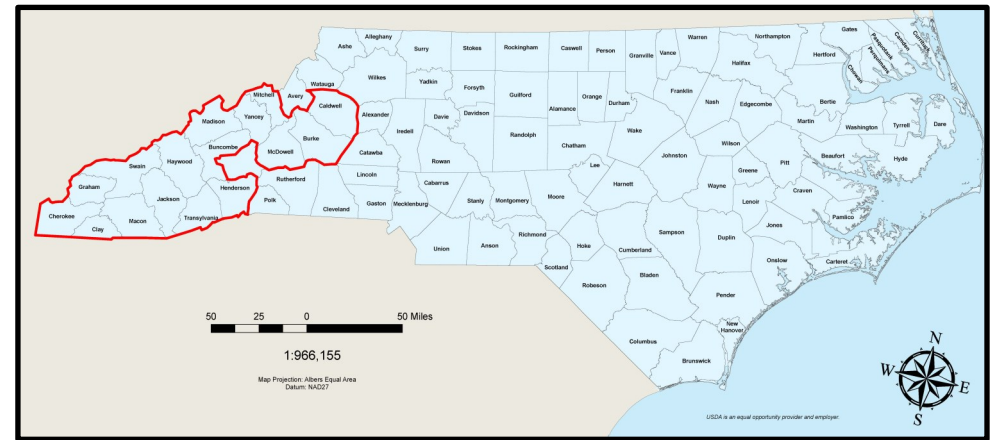 Alleghany
Ashe
Surry
Stokes
Rockingham
Caswell
Person
Granville
Vance
Warren
Northampton
Gates
Pasquotank
Camden
Currituck
Hertford
Chowan
Perquimans
Halifax
Watauga
Wilkes
Yadkin
Forsyth
Guilford
Alamance
Orange
Durham
Franklin
Nash
Edgecombe
Bertie
Mitchell
Avery
Caldwell
Alexander
Iredell
Davie
Davidson
Randolph
Chatham
Wake
Wilson
Martin
Washington
Tyrrell
Dare
Madison
Yancey
Burke
McDowell
Catawba
Rowan
Johnston
Greene
Pitt
Beaufort
Hyde
Buncombe
Swain
Haywood
Rutherford
Lincoln
Lee
Harnett
Wayne
Craven
Graham
Jackson
Henderson
Polk
Cleveland
Gaston
Mecklenburg
Cabarrus
Stanly
Montgomery
Moore
Lenoir
Pamlico
Cherokee
Clay
Macon
Transylvania
Union
Anson
Richmond
Hoke
Cumberland
Sampson
Duplin
Jones
Onslow
Carteret
Scotland
Robeson
Bladen
Pender
New
Hanover
Columbus
Brunswick
50 25 0 50 Miles
1:966,155
Map Projection: Albers Equal Area
Datum: NAD27
N
W
E
S
USDA is an equal opportunity provider and employer.